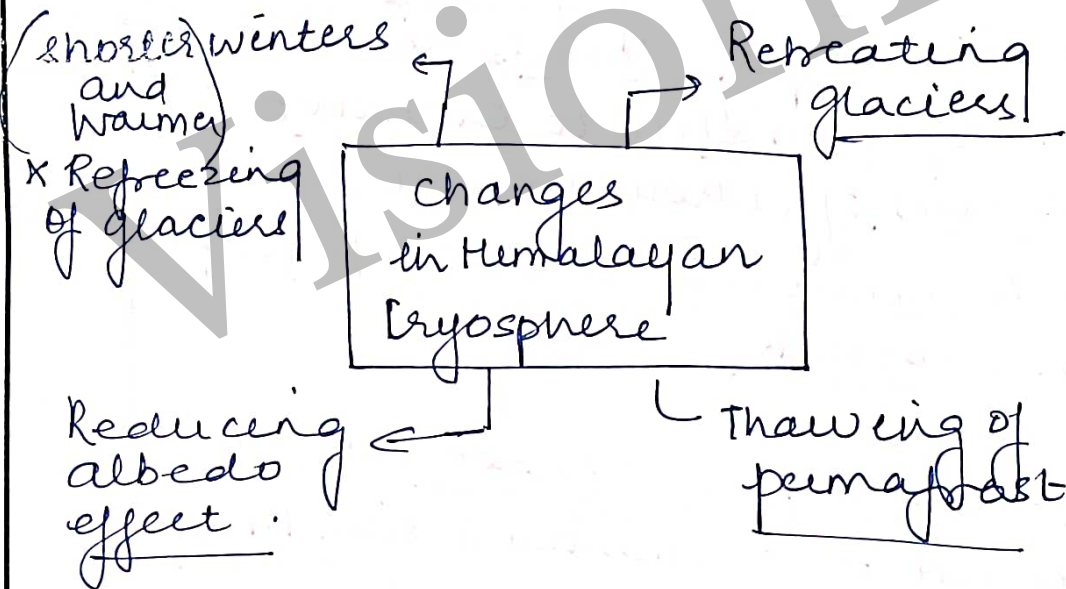 (shorter winters
and
warmer)
x Refreezing
of glaciers
Retreating
glaciers
changes
in Himalayan
Cryosphere
Reducing
albedo
effect.
Thawing of
permafrost
Vision